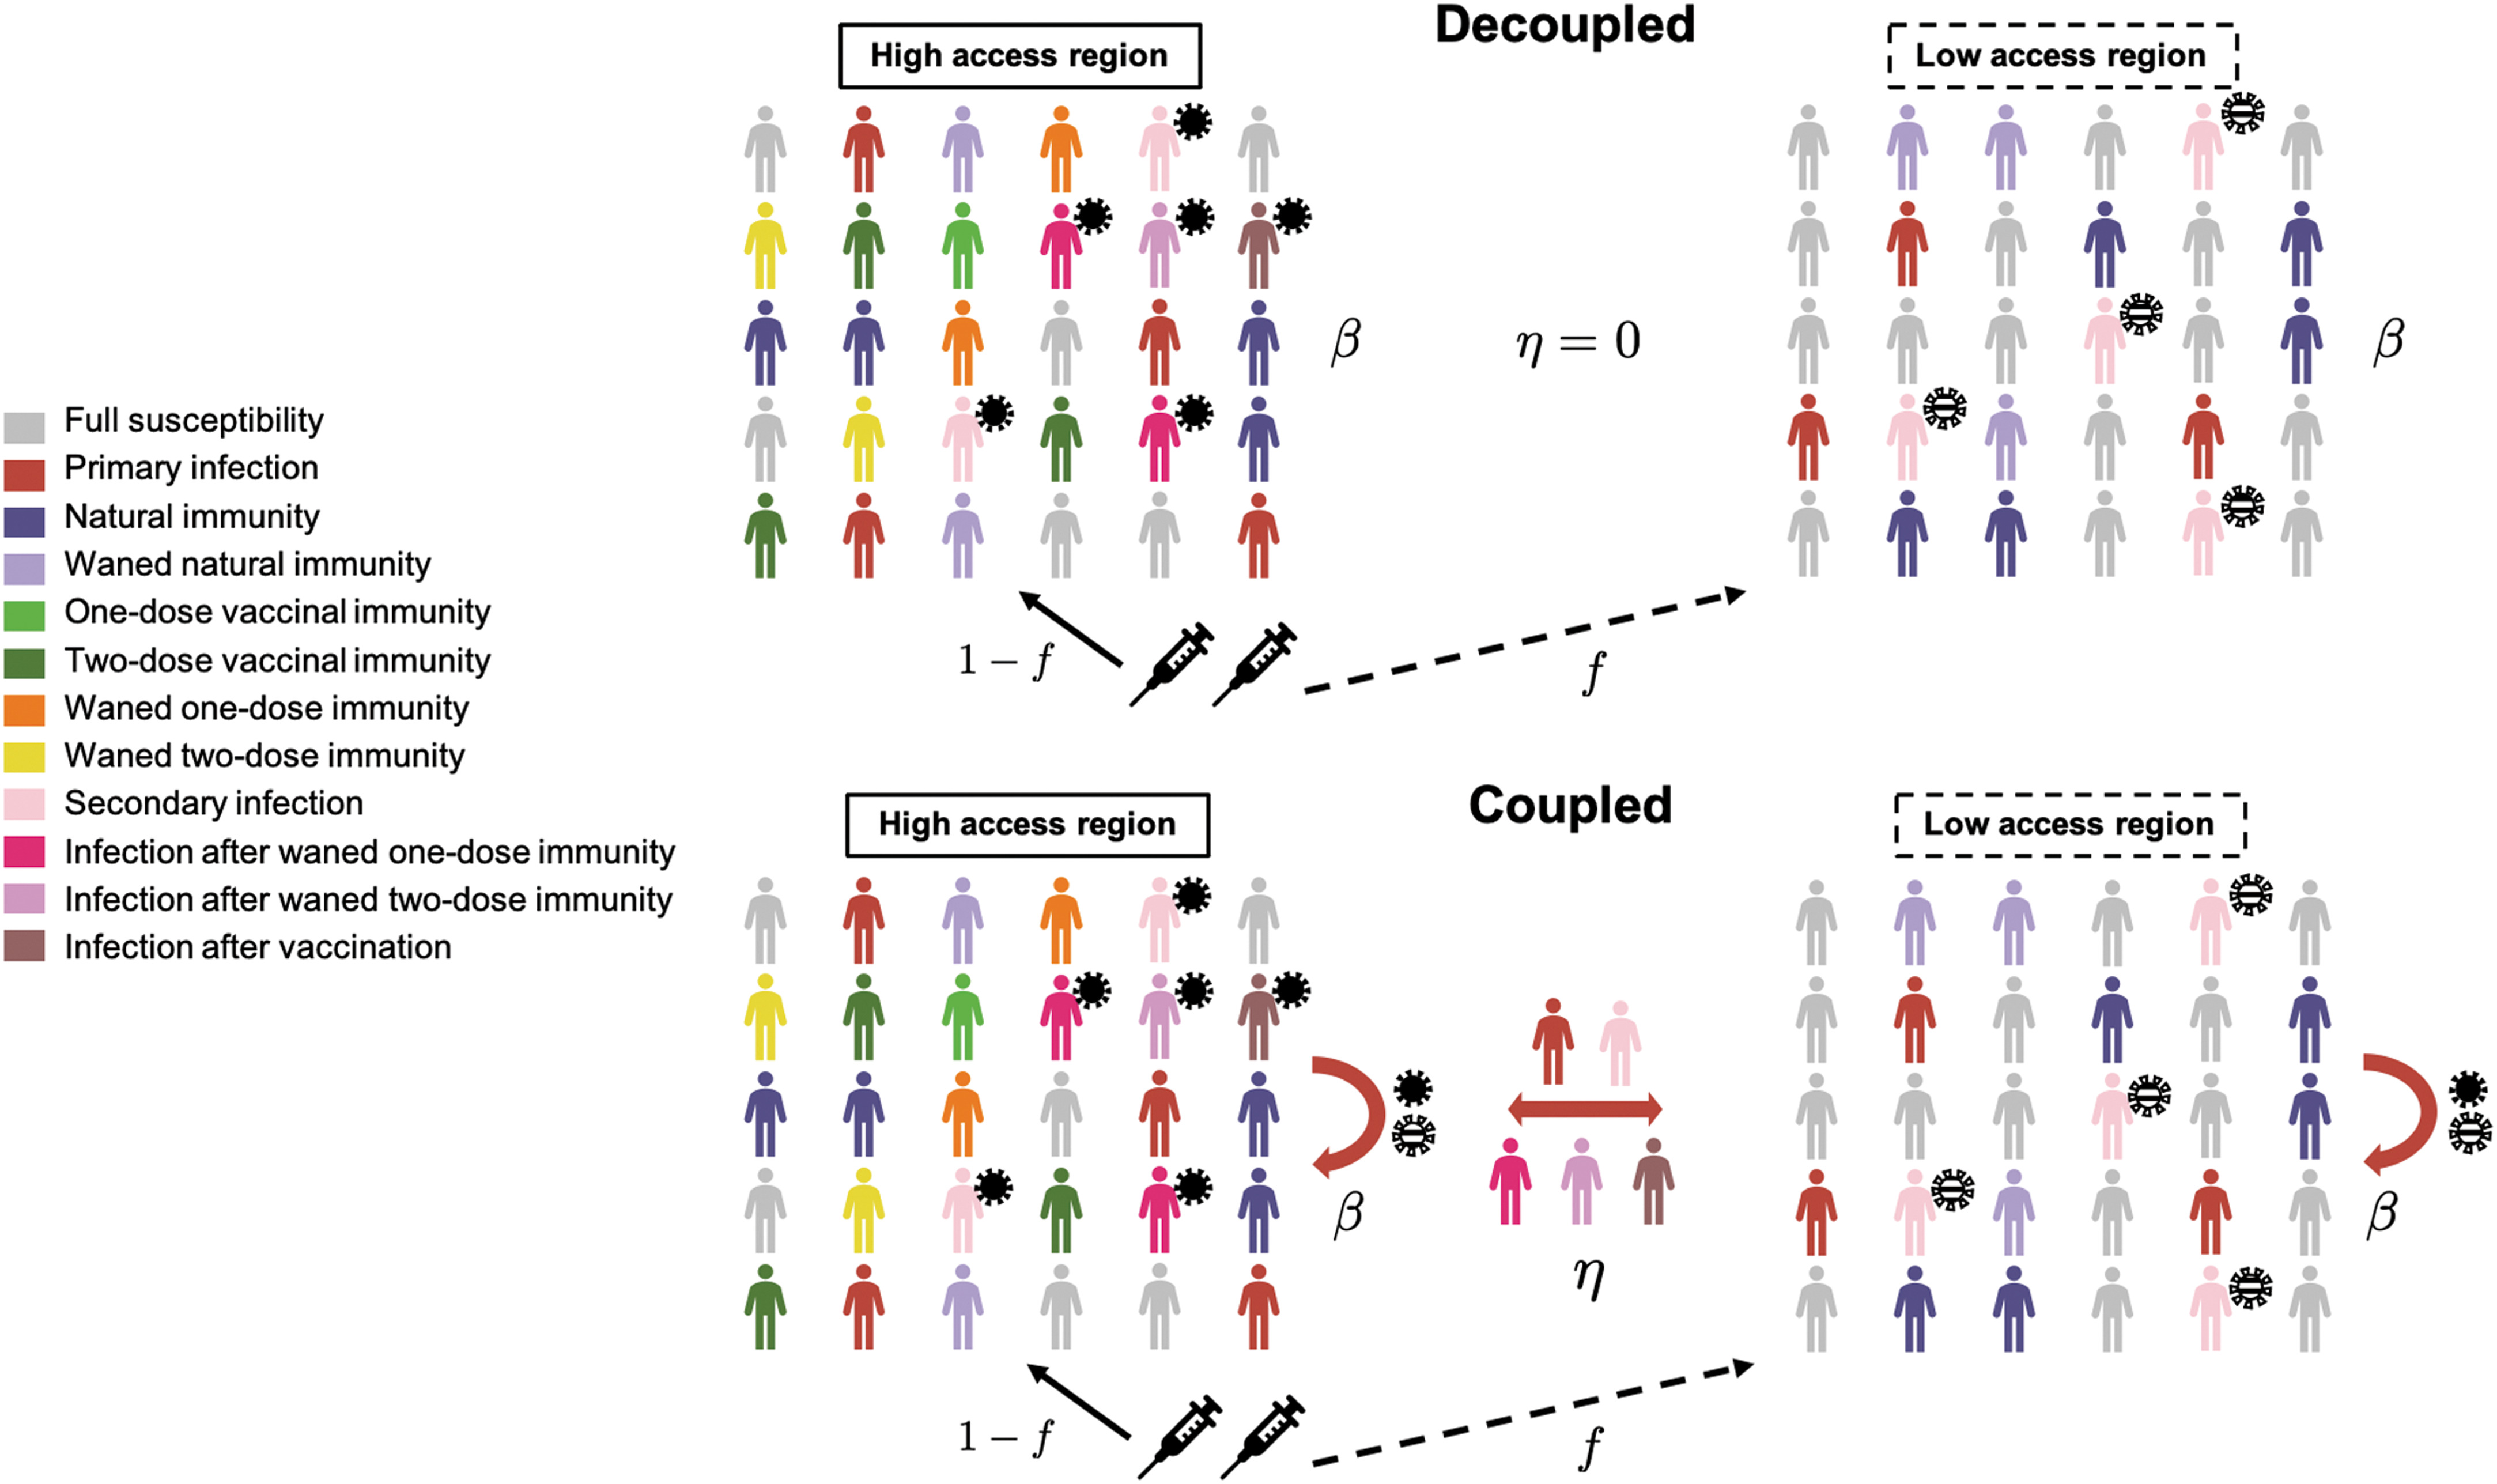 Decoupled
High access region
Low access region
β
η = 0
β
Full susceptibility
Primary infection
Natural immunity
Waned natural immunity
One-dose vaccinal immunity
Two-dose vaccinal immunity
Waned one-dose immunity
Waned two-dose immunity
Secondary infection
Infection after waned one-dose immunity
Infection after waned two-dose immunity
Infection after vaccination
1 − f
f
Coupled
High access region
Low access region
β
η
β
1 − f
f